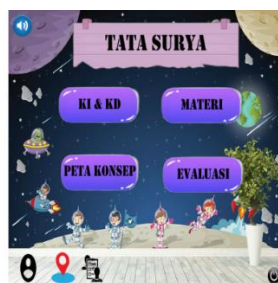 TATA SURYA
KI & KD
MATERI
PETA KONSEP
EVALUASI